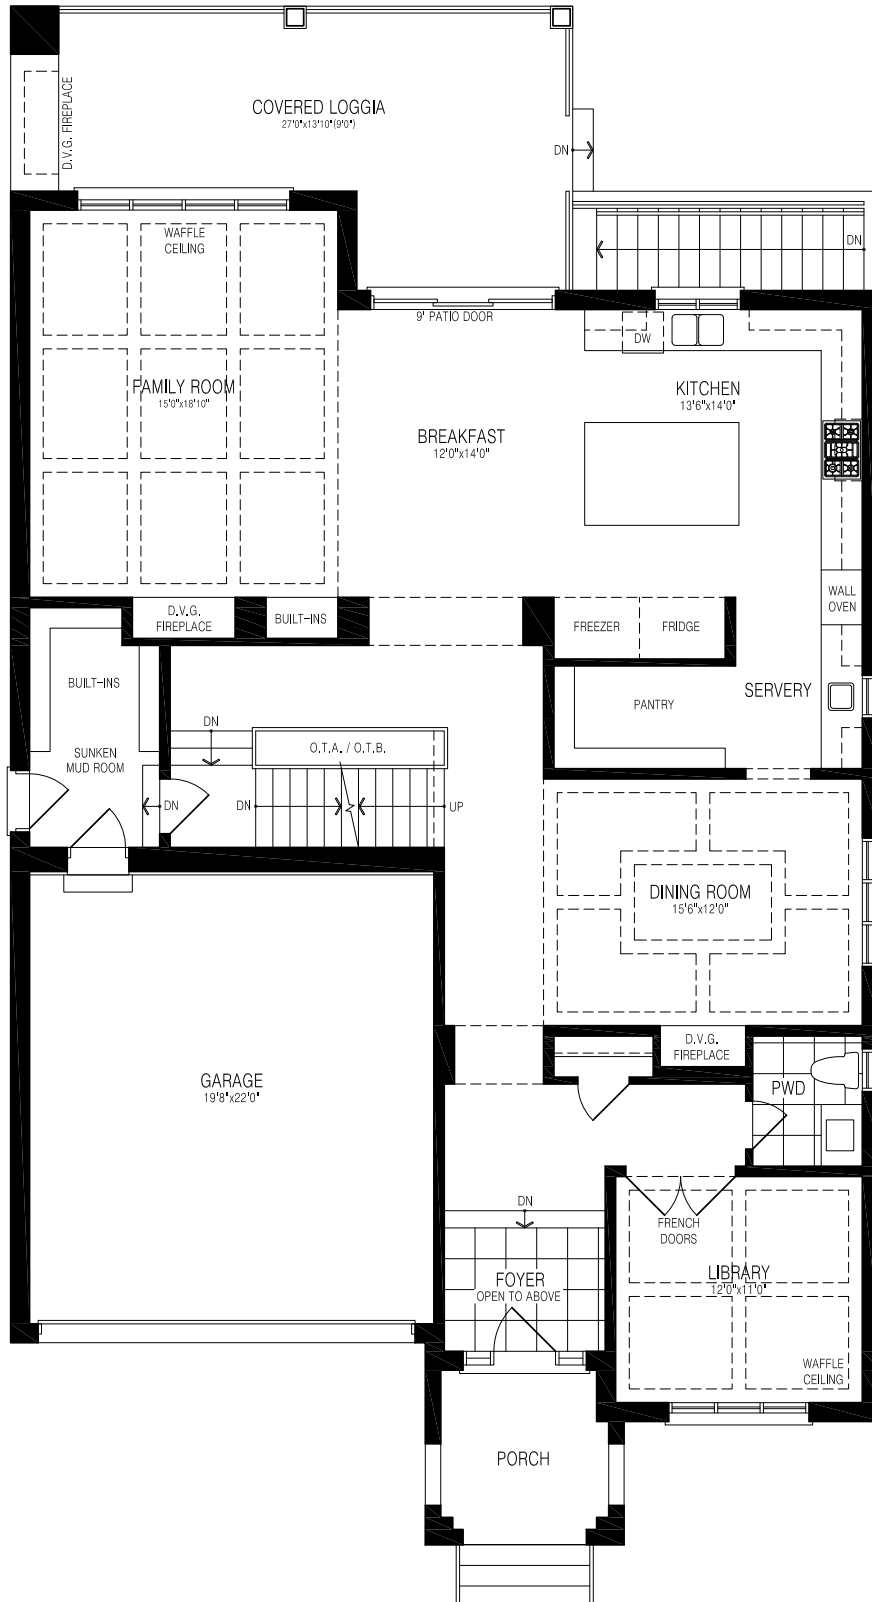 COVERED LOGGIA
27'0"x13'10"(9'0")
D.V.G. FIREPLACE
DN
DN
WAFFLE
CEILING
9' PATIO DOOR
DW
FAMILY ROOM
15'0"x18'10"
KITCHEN
13'6"x14'0"
BREAKFAST
12'0"x14'0"
WALL
OVEN
D.V.G.
FIREPLACE
BUILT-INS
FREEZER
FRIDGE
BUILT-INS
SERVERY
PANTRY
DN
O.T.A. / O.T.B.
SUNKEN
MUD ROOM
DN
DN
UP
DINING ROOM
15'6"x12'0"
D.V.G.
FIREPLACE
GARAGE
19'8"x22'0"
PWD
DN
FRENCH
DOORS
FOYER
OPEN TO ABOVE
LIBRARY
12'0"x11'0"
WAFFLE
CEILING
PORCH